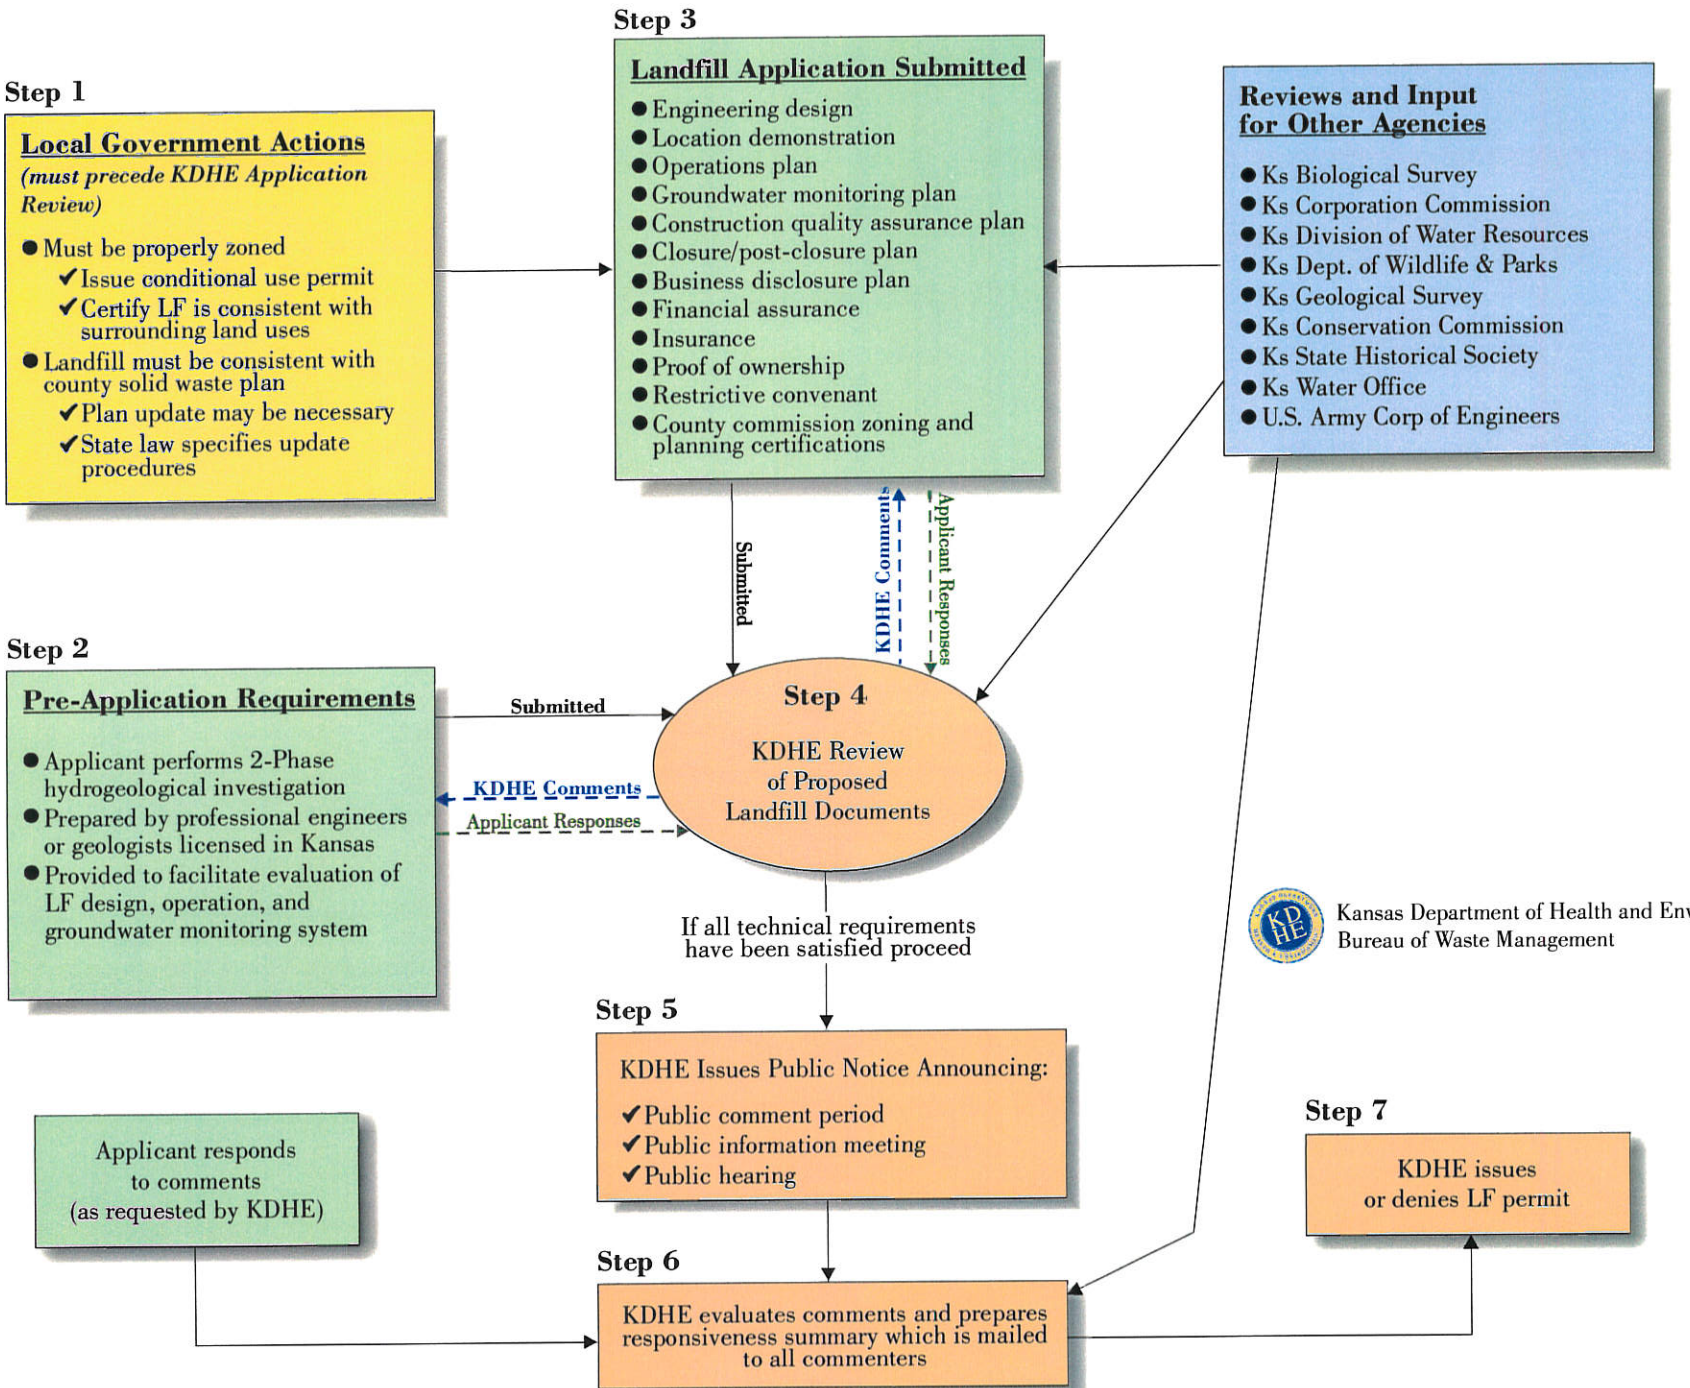 Step 1
Local Government Actions
(must precede KDHE Application
Review)
● Must be properly zoned
✔ Issue conditional use permit
✔ Certify LF is consistent with
surrounding land uses
● Landfill must be consistent with
county solid waste plan
✔ Plan update may be necessary
✔ State law specifies update
procedures
Step 2
Pre-Application Requirements
● Applicant performs 2-Phase
hydrogeological investigation
● Prepared by professional engineers
or geologists licensed in Kansas
● Provided to facilitate evaluation of
LF design, operation, and
groundwater monitoring system
Submitted
KDHE Comments
Applicant Responses
Step 3
Landfill Application Submitted
● Engineering design
● Location demonstration
● Operations plan
● Groundwater monitoring plan
● Construction quality assurance plan
● Closure/post-closure plan
● Business disclosure plan
● Financial assurance
● Insurance
● Proof of ownership
● Restrictive convenant
● County commission zoning and
planning certifications
Submitted
KDHE Comments
Applicant Responses
Reviews and Input
for Other Agencies
● Ks Biological Survey
● Ks Corporation Commission
● Ks Division of Water Resources
● Ks Dept. of Wildlife & Parks
● Ks Geological Survey
● Ks Conservation Commission
● Ks State Historical Society
● Ks Water Office
● U.S. Army Corp of Engineers
Step 4
KDHE Review
of Proposed
Landfill Documents
If all technical requirements
have been satisfied proceed
KD
HE
Kansas Department of Health and Env
Bureau of Waste Management
Step 5
KDHE Issues Public Notice Announcing:
✔ Public comment period
✔ Public information meeting
✔ Public hearing
Applicant responds
to comments
(as requested by KDHE)
Step 6
KDHE evaluates comments and prepares
responsiveness summary which is mailed
to all commenters
Step 7
KDHE issues
or denies LF permit